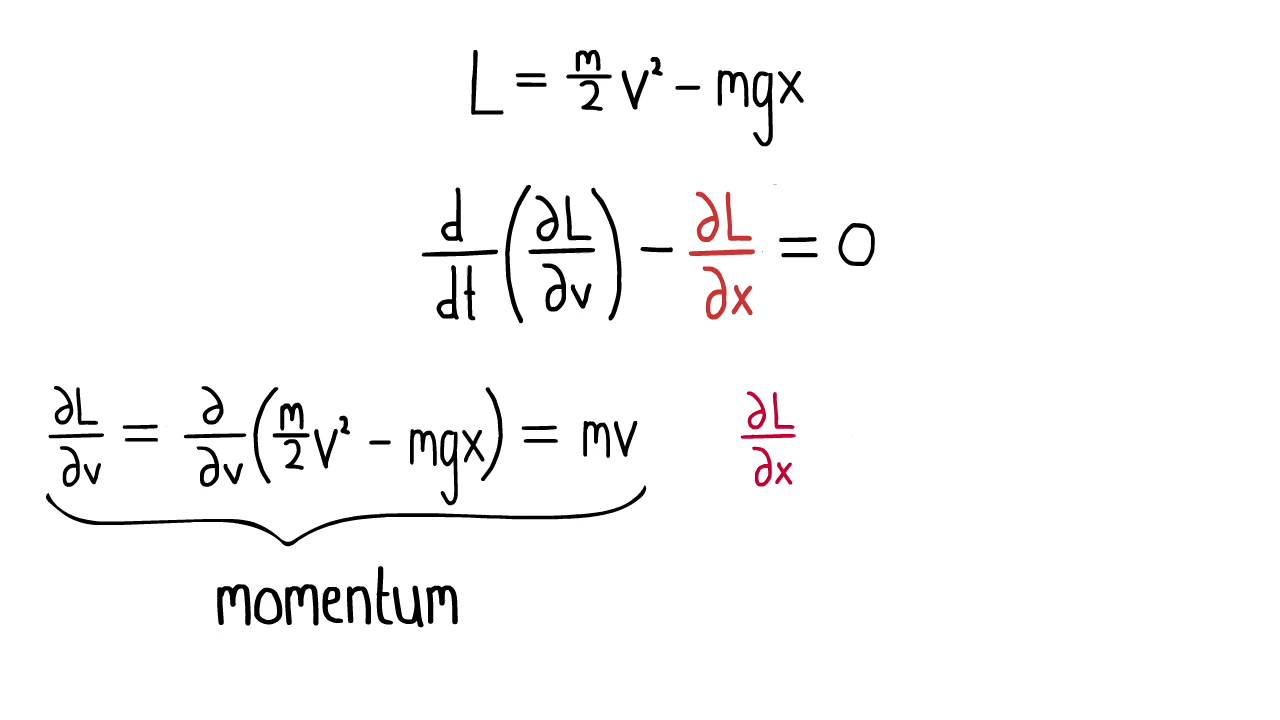 L = m/2 v² − mgx
d/dt (∂L/∂v) − ∂L/∂x = 0
∂L/∂v = ∂/∂v (m/2 v² − mgx) = mv ∂L/∂x
momentum